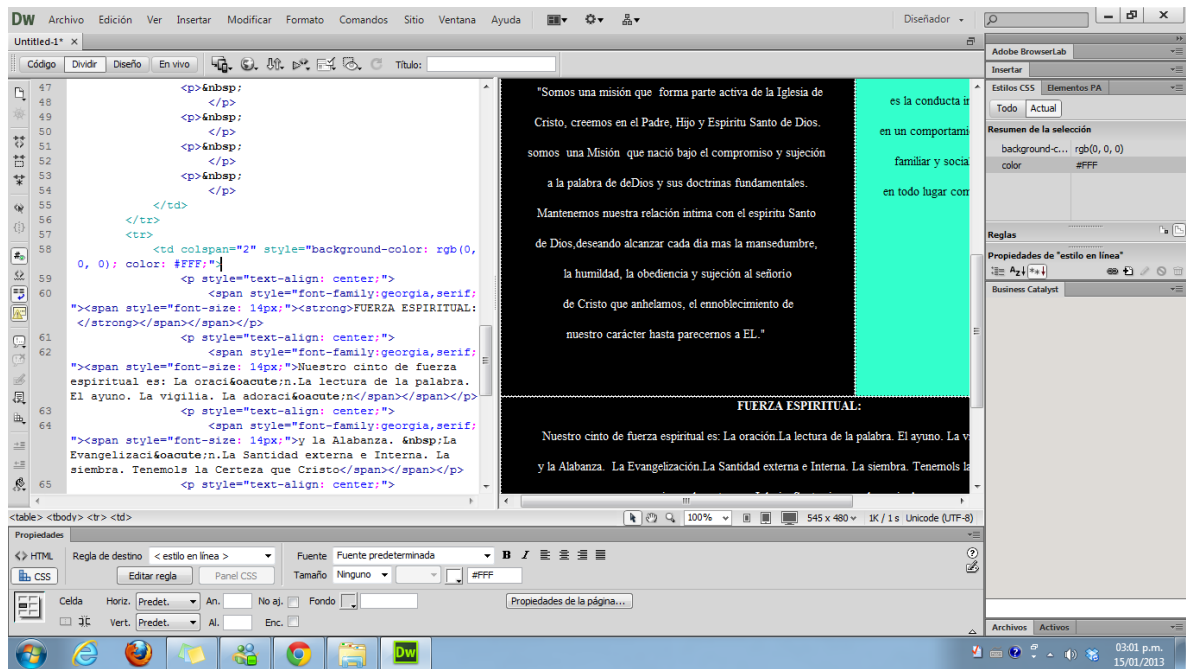 DW Archivo Edición Ver Insertar Modificar Formato Comandos Sitio Ventana Ayuda Diseñador
Untitled-1* ×
Código Dividir Diseño En vivo Título:
47 <p>&nbsp;
48 </p>
49 <p>&nbsp;
50 </p>
51 <p>&nbsp;
52 </p>
53 <p>&nbsp;
54 </p>
55 </td>
56 </tr>
57 <tr>
58 <td colspan="2" style="background-color: rgb(0,
0, 0); color: #FFF;">
59 <p style="text-align: center;">
60 <span style="font-family:georgia,serif;
"><span style="font-size: 14px;"><strong>FUERZA ESPIRITUAL:
</strong></span></span></p>
61 <p style="text-align: center;">
62 <span style="font-family:georgia,serif;
"><span style="font-size: 14px;">Nuestro cinto de fuerza
espiritual es: La oraci&oacute;n.La lectura de la palabra.
El ayuno. La vigilia. La adoraci&oacute;n</span></span></p>
63 <p style="text-align: center;">
64 <span style="font-family:georgia,serif;
"><span style="font-size: 14px;">y la Alabanza. &nbsp;La
Evangelizaci&oacute;n.La Santidad externa e Interna. La
siembra. Tenemols la Certeza que Cristo</span></span></p>
65 <p style="text-align: center;">
"Somos una misión que forma parte activa de la Iglesia de
Cristo, creemos en el Padre, Hijo y Espíritu Santo de Dios.
somos una Misión que nació bajo el compromiso y sujeción
a la palabra de deDios y sus doctrinas fundamentales.
Mantenemos nuestra relación intima con el espiritu Santo
de Dios,deseando alcanzar cada dia mas la mansedumbre,
la humildad, la obediencia y sujeción al señorio
de Cristo que anhelamos, el ennoblecimiento de
nuestro carácter hasta parecernos a EL."
es la conducta in
en un comportami
familiar y social
en todo lugar com
FUERZA ESPIRITUAL:
Nuestro cinto de fuerza espiritual es: La oración.La lectura de la palabra. El ayuno. La v
y la Alabanza. La Evangelización.La Santidad externa e Interna. La siembra. Tenemols la
Adobe BrowserLab
Insertar
Estilos CSS Elementos PA
Todo Actual
Resumen de la selección
background-c... rgb(0, 0, 0)
color #FFF
Reglas
Propiedades de "estilo en línea"
Business Catalyst
<table> <tbody> <tr> <td> 100% 545 x 480 1K / 1 s Unicode (UTF-8)
Propiedades
<> HTML Regla de destino < estilo en línea > Fuente Fuente predeterminada B I
CSS Editar regla Panel CSS Tamaño Ninguno #FFF
Celda Horiz. Predet. An. No aj. Fondo Propiedades de la página...
Vert. Predet. Al. Enc.
Archivos Activos
Dw
03:01 p.m.
15/01/2013